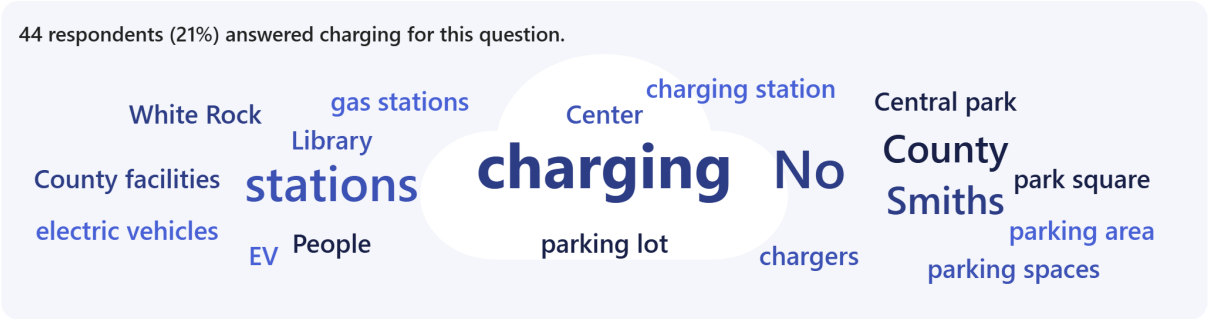 44 respondents (21%) answered charging for this question.
charging station
gas stations
Central park
White Rock
Center
Library
County
charging
No
County facilities
stations
park square
Smiths
electric vehicles
parking area
People
parking lot
EV
chargers
parking spaces